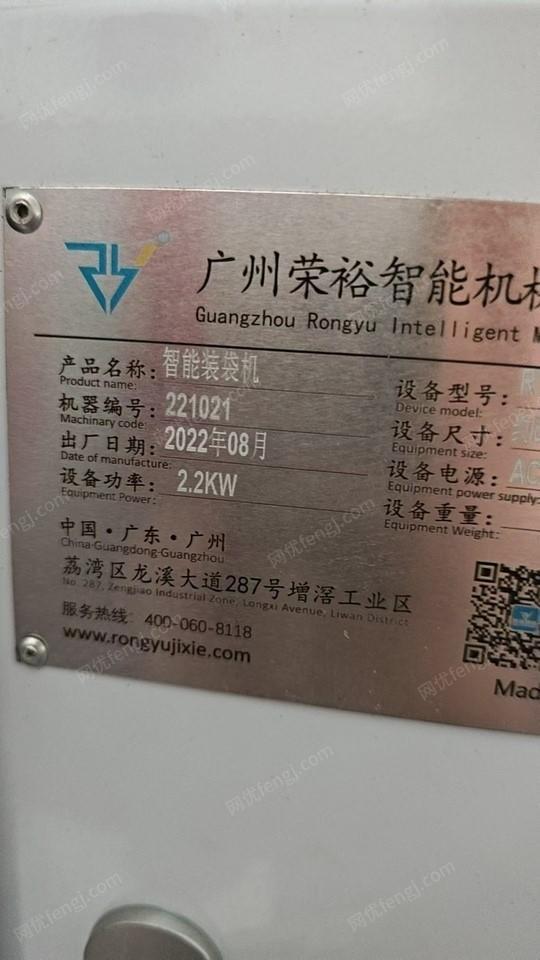 广州荣裕智能机
Guangzhou Rongyu Intelligent
产品名称: 智能装袋机
Product name:
机器编号: 221021
Machinary code:
出厂日期: 2022年08月
Date of manufacture:
设备功率: 2.2KW
Equipment Power:
设备型号:
Device model:
设备尺寸:
Equipment size:
设备电源: AC
Equipment power supply:
设备重量:
Equipment Weight:
中国·广东·广州
China·Guangdong·Guangzhou
荔湾区龙溪大道287号增滘工业区
No. 287, Zengjiao Industrial Zone, Longxi Avenue, Liwan District
服务热线: 400-060-8118
www.rongyujixie.com
Mad
网优fengj.com